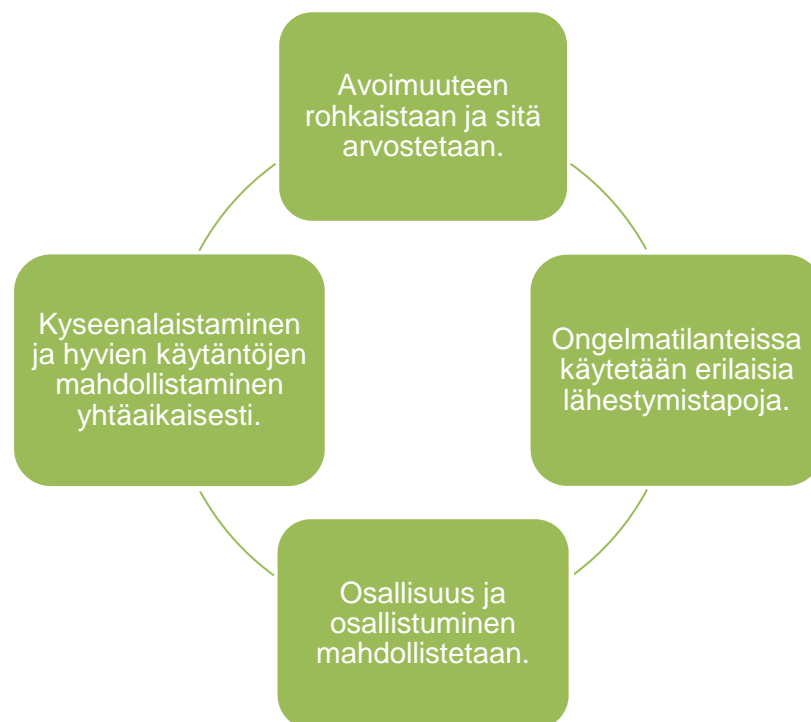 Avoimuuteen
rohkaistaan ja sitä
arvostetaan.
Kyseenalaistaminen
ja hyvien käytäntöjen
mahdollistaminen
yhtäaikaisesti.
Ongelmatilanteissa
käytetään erilaisia
lähestymistapoja.
Osallisuus ja
osallistuminen
mahdollistetaan.